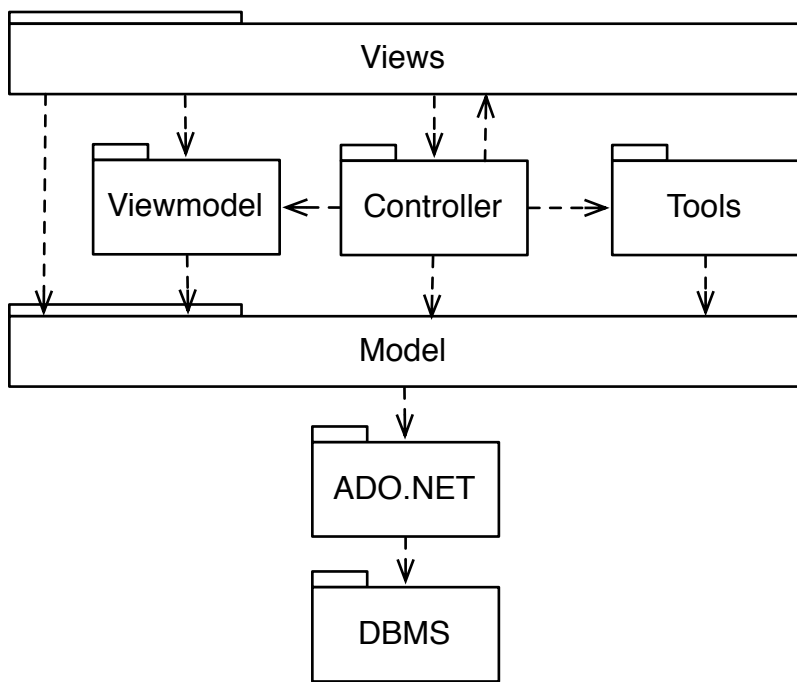 Views
Viewmodel
Controller
Tools
Model
ADO.NET
DBMS